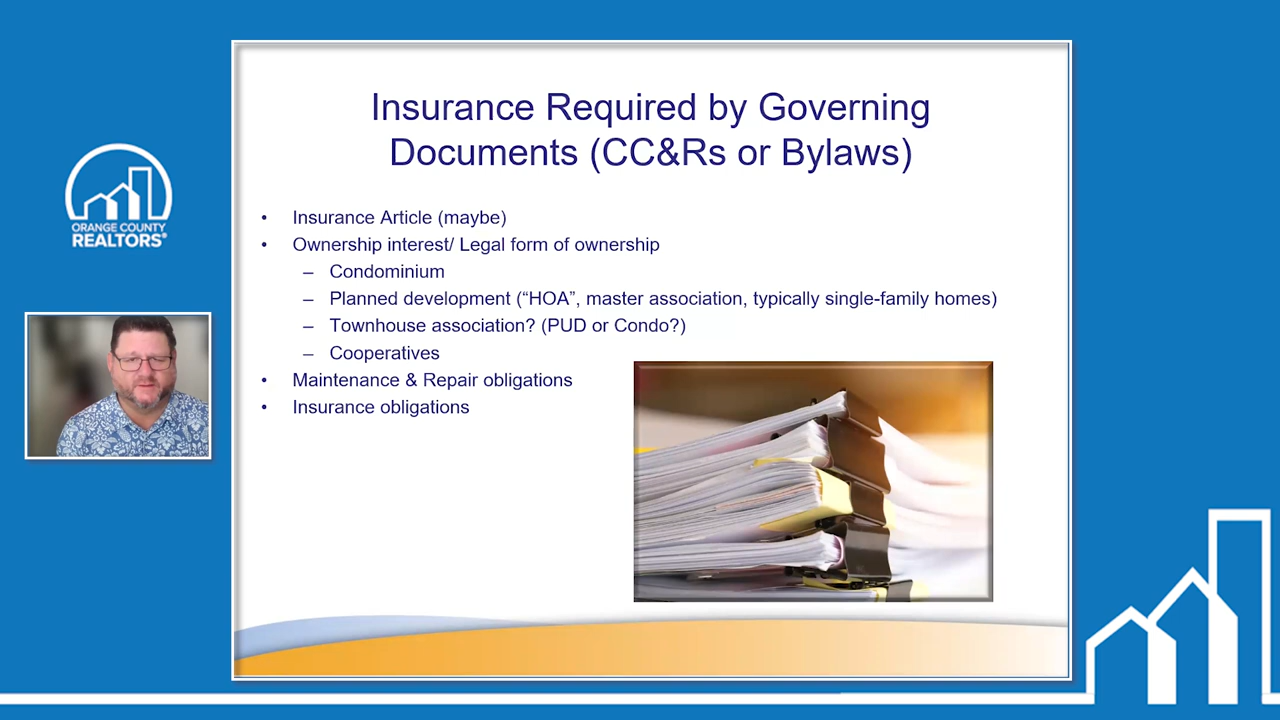 Insurance Required by Governing
Documents (CC&Rs or Bylaws)
ORANGE COUNTY
REALTORS®
• Insurance Article (maybe)
• Ownership interest/ Legal form of ownership
– Condominium
– Planned development (“HOA”, master association, typically single-family homes)
– Townhouse association? (PUD or Condo?)
– Cooperatives
• Maintenance & Repair obligations
• Insurance obligations